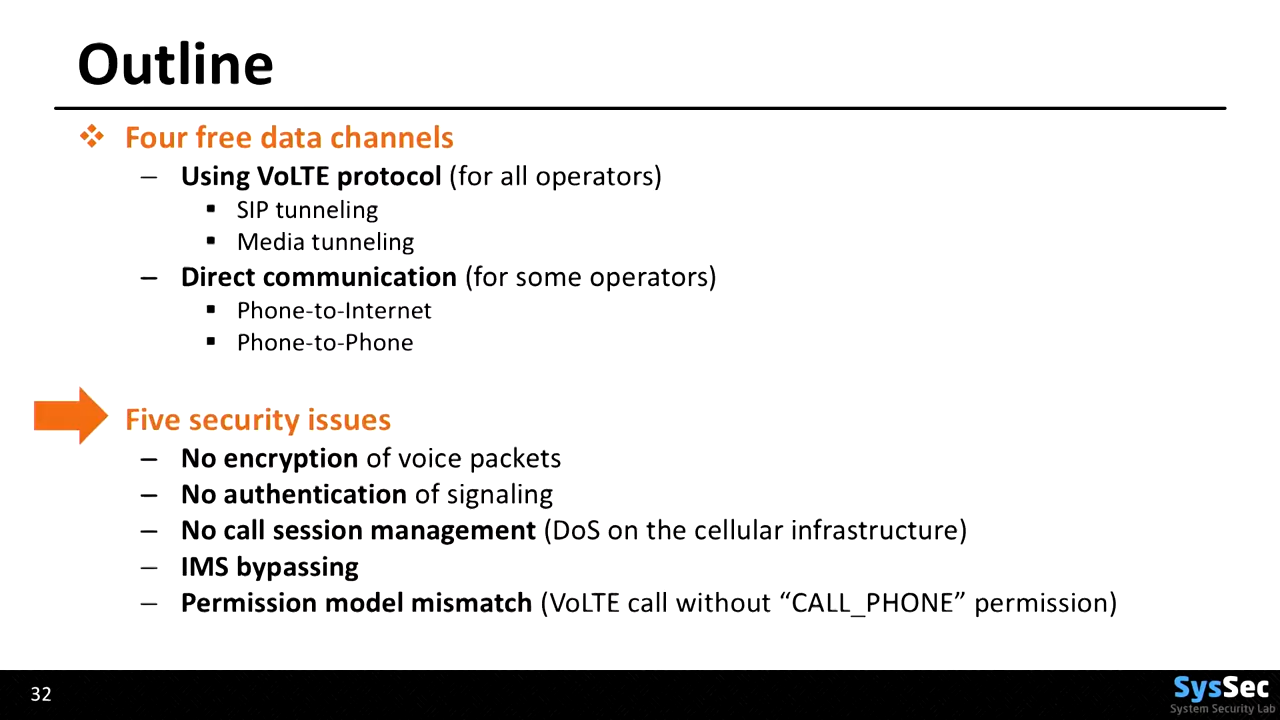 Outline
❖ Four free data channels
– Using VoLTE protocol (for all operators)
▪ SIP tunneling
▪ Media tunneling
– Direct communication (for some operators)
▪ Phone-to-Internet
▪ Phone-to-Phone
Five security issues
– No encryption of voice packets
– No authentication of signaling
– No call session management (DoS on the cellular infrastructure)
– IMS bypassing
– Permission model mismatch (VoLTE call without “CALL_PHONE” permission)
32
SysSec
System Security Lab